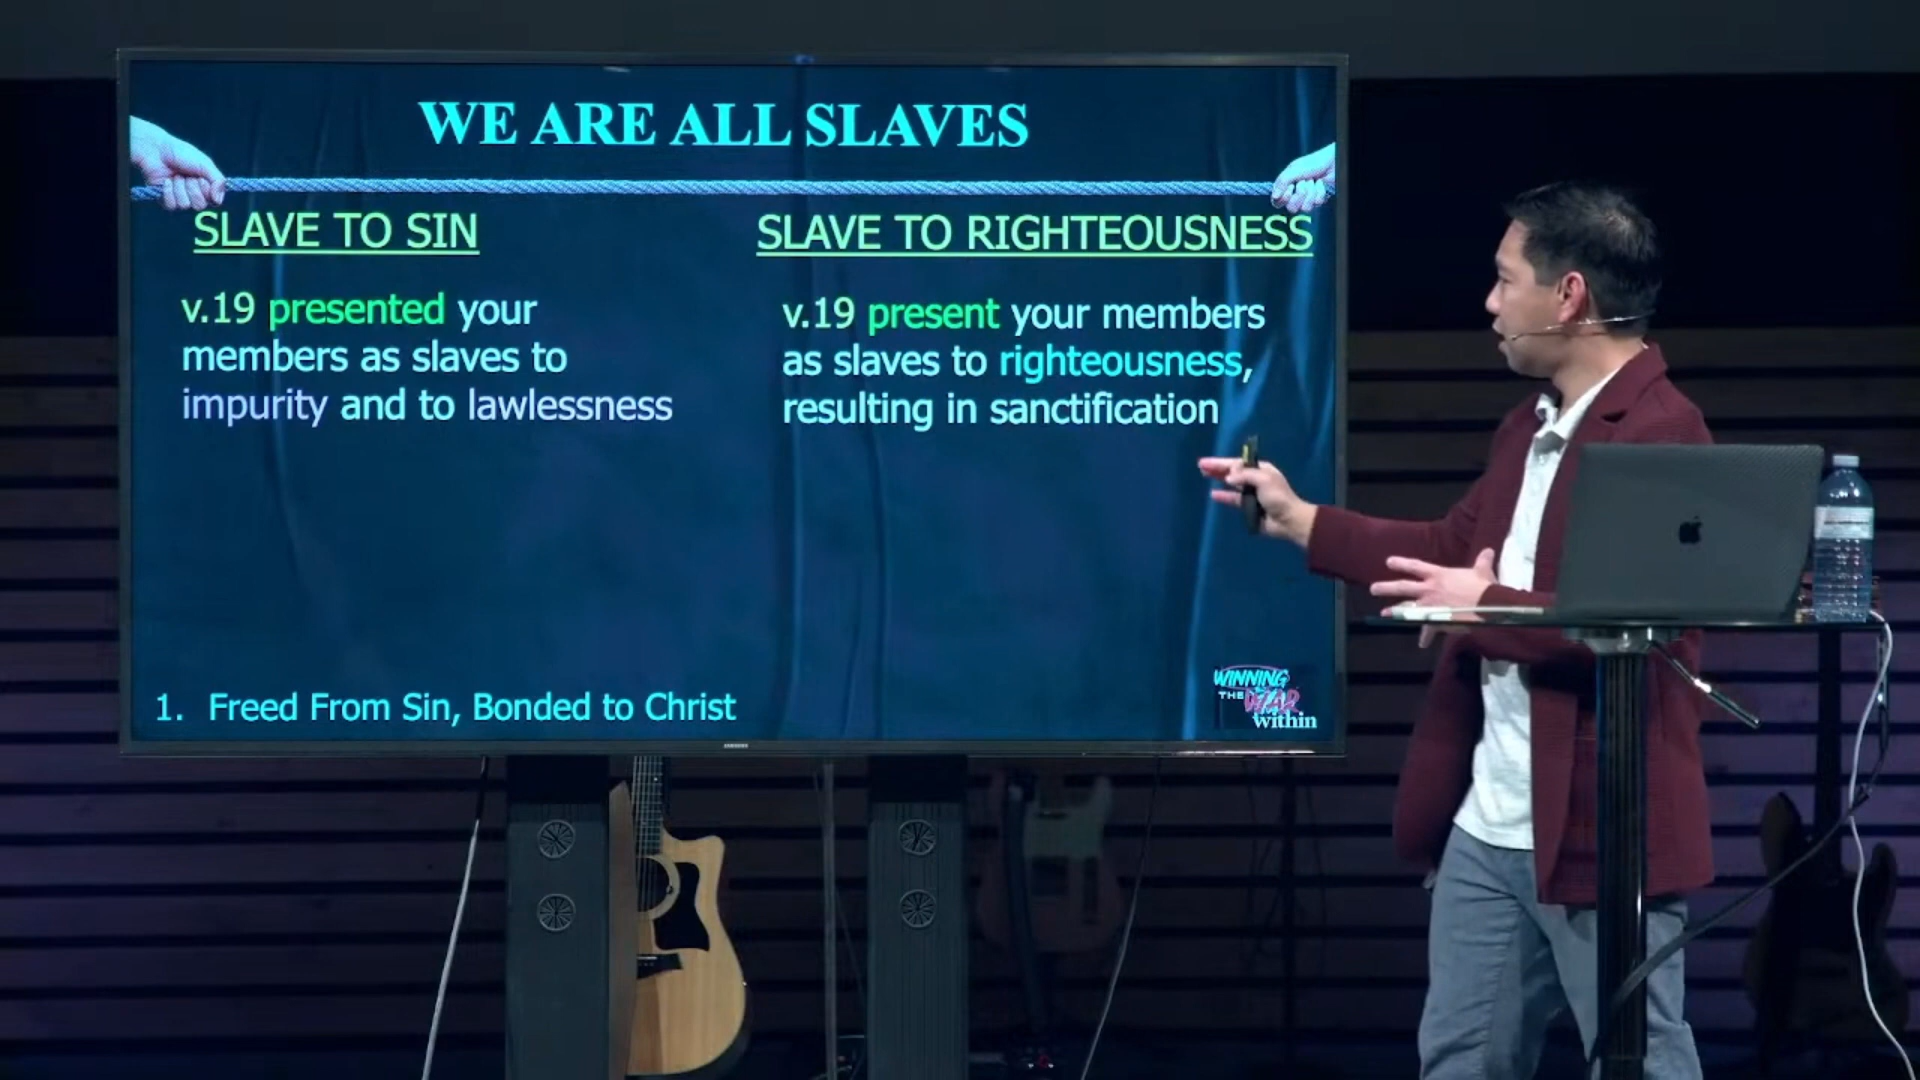 WE ARE ALL SLAVES
SLAVE TO SIN
v.19 presented your
members as slaves to
impurity and to lawlessness
SLAVE TO RIGHTEOUSNESS
v.19 present your members
as slaves to righteousness,
resulting in sanctification
1. Freed From Sin, Bonded to Christ
WINNING
THE WAR
within
SAMSUNG